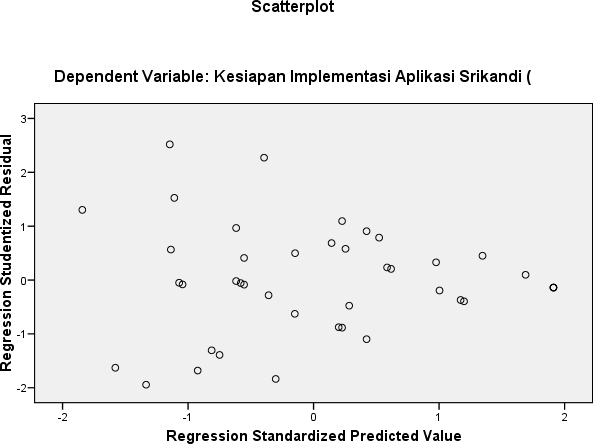 Scatterplot
Dependent Variable: Kesiapan Implementasi Aplikasi Srikandi (
Regression Studentized Residual
3
2
1
0
-1
-2
-2
-1
0
1
2
Regression Standardized Predicted Value